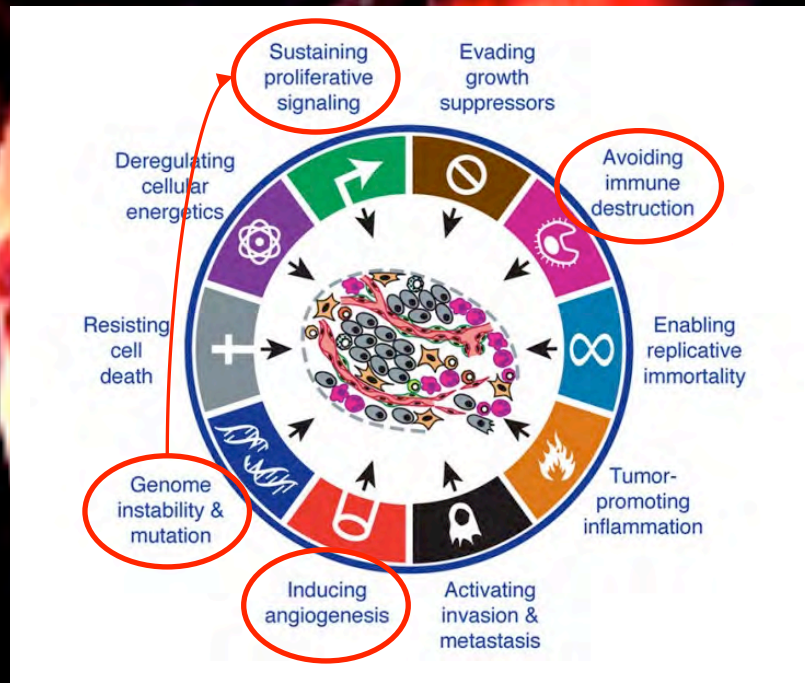 Sustaining
proliferative
signaling
Evading
growth
suppressors
Avoiding
immune
destruction
Enabling
replicative
immortality
Tumor-
promoting
inflammation
Activating
invasion &
metastasis
Inducing
angiogenesis
Genome
instability &
mutation
Resisting
cell
death
Deregulating
cellular
energetics